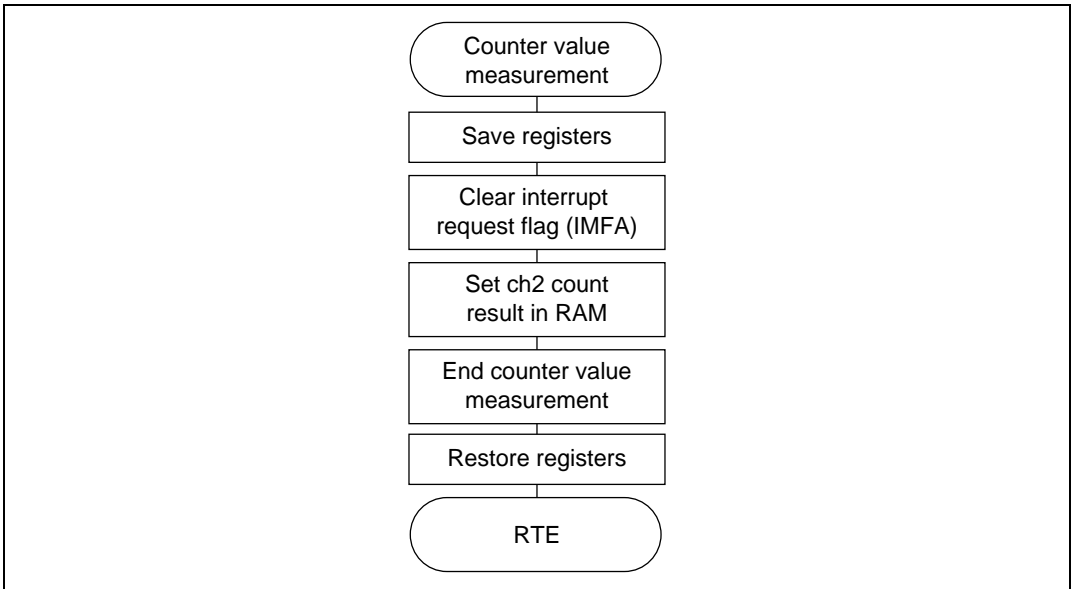 Counter value
measurement
Save registers
Clear interrupt
request flag (IMFA)
Set ch2 count
result in RAM
End counter value
measurement
Restore registers
RTE